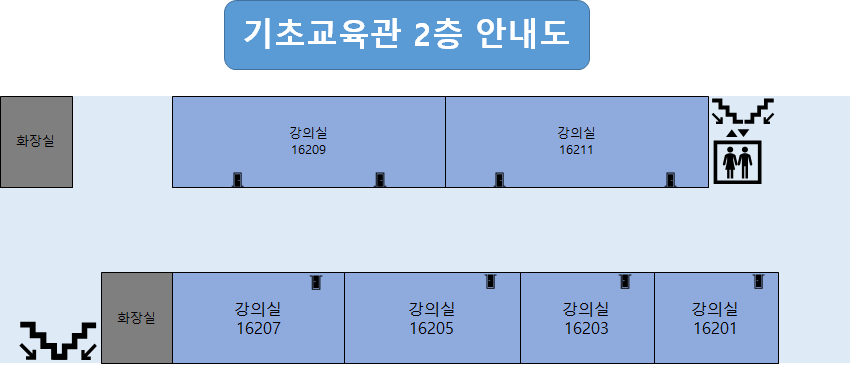 기초교육관 2층 안내도
화장실
강의실
16209
강의실
16211
화장실
강의실
16207
강의실
16205
강의실
16203
강의실
16201